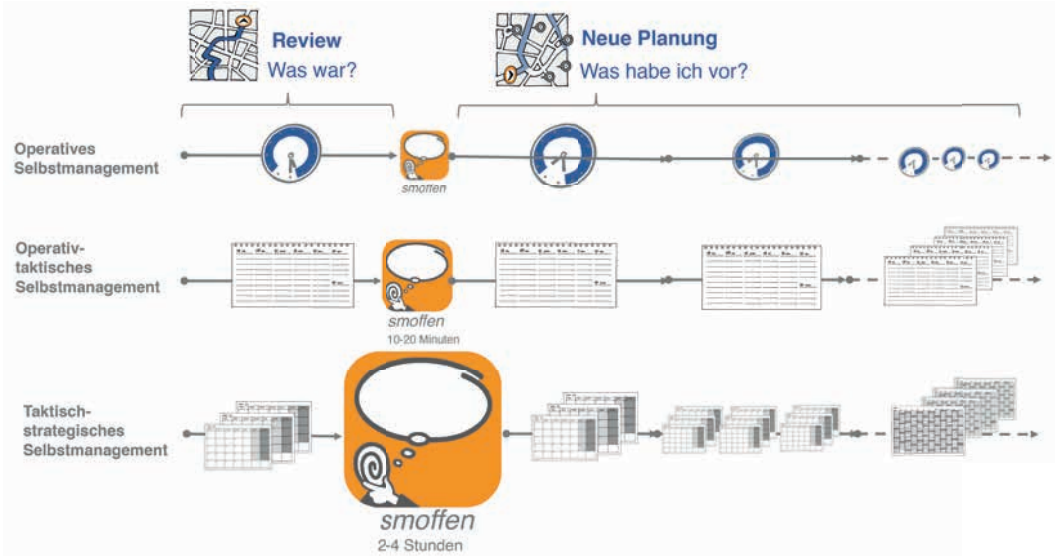 Review
Was war?
Neue Planung
Was habe ich vor?
Operatives
Selbstmanagement
smoffen
Operativ-
taktisches
Selbstmanagement
smoffen
10-20 Minuten
Taktisch-
strategisches
Selbstmanagement
smoffen
2-4 Stunden